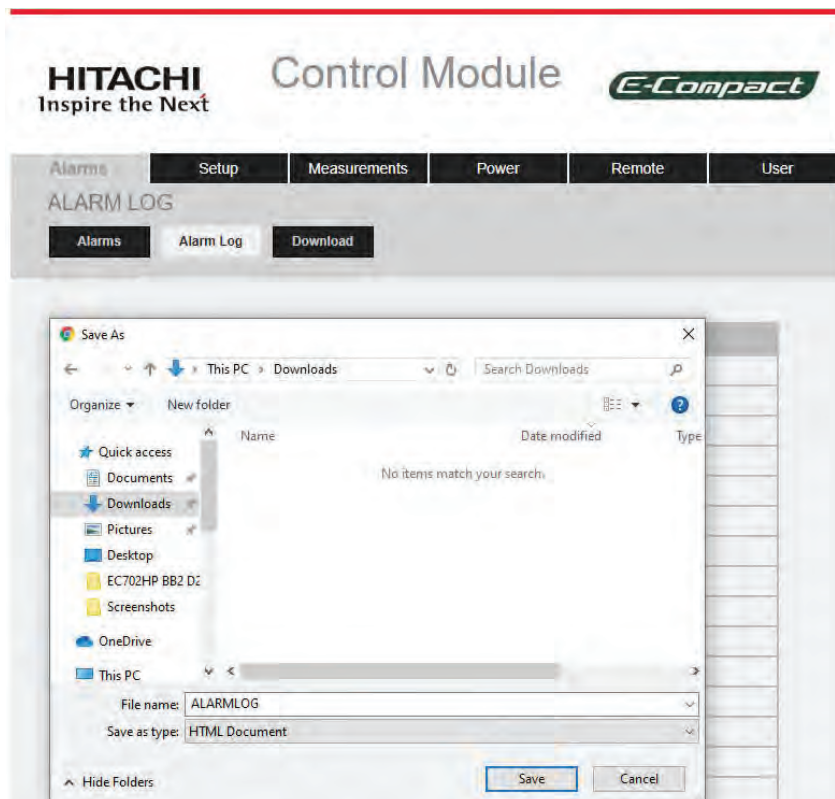 HITACHI
Inspire the Next
Control Module
E-Compact
Alarms Setup Measurements Power Remote User
ALARM LOG
Alarms Alarm Log Download
Save As
This PC › Downloads Search Downloads
Organize New folder
Name Date modified Type
No items match your search.
Quick access
Documents
Downloads
Pictures
Desktop
EC702HP BB2 D2
Screenshots
OneDrive
This PC
File name: ALARMLOG
Save as type: HTML Document
Hide Folders Save Cancel